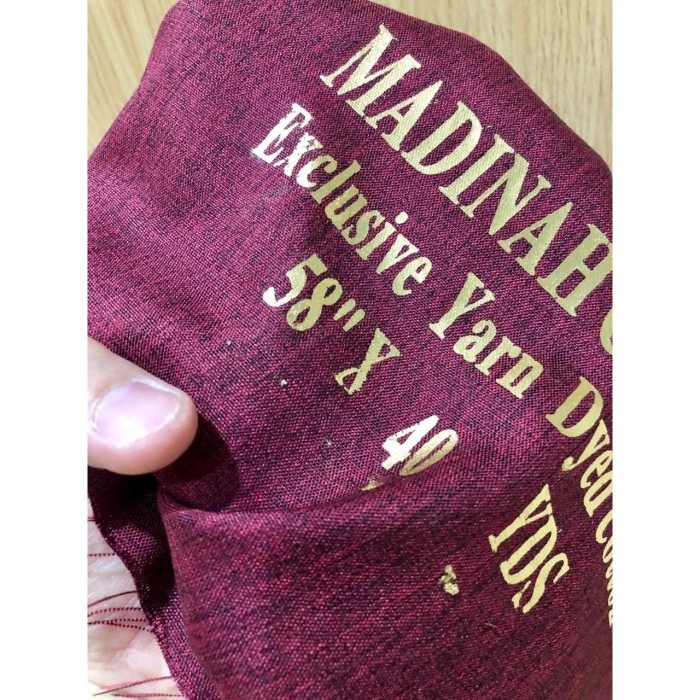 MADINAH
Exclusive Yarn Dyed
58" X 40 YDS